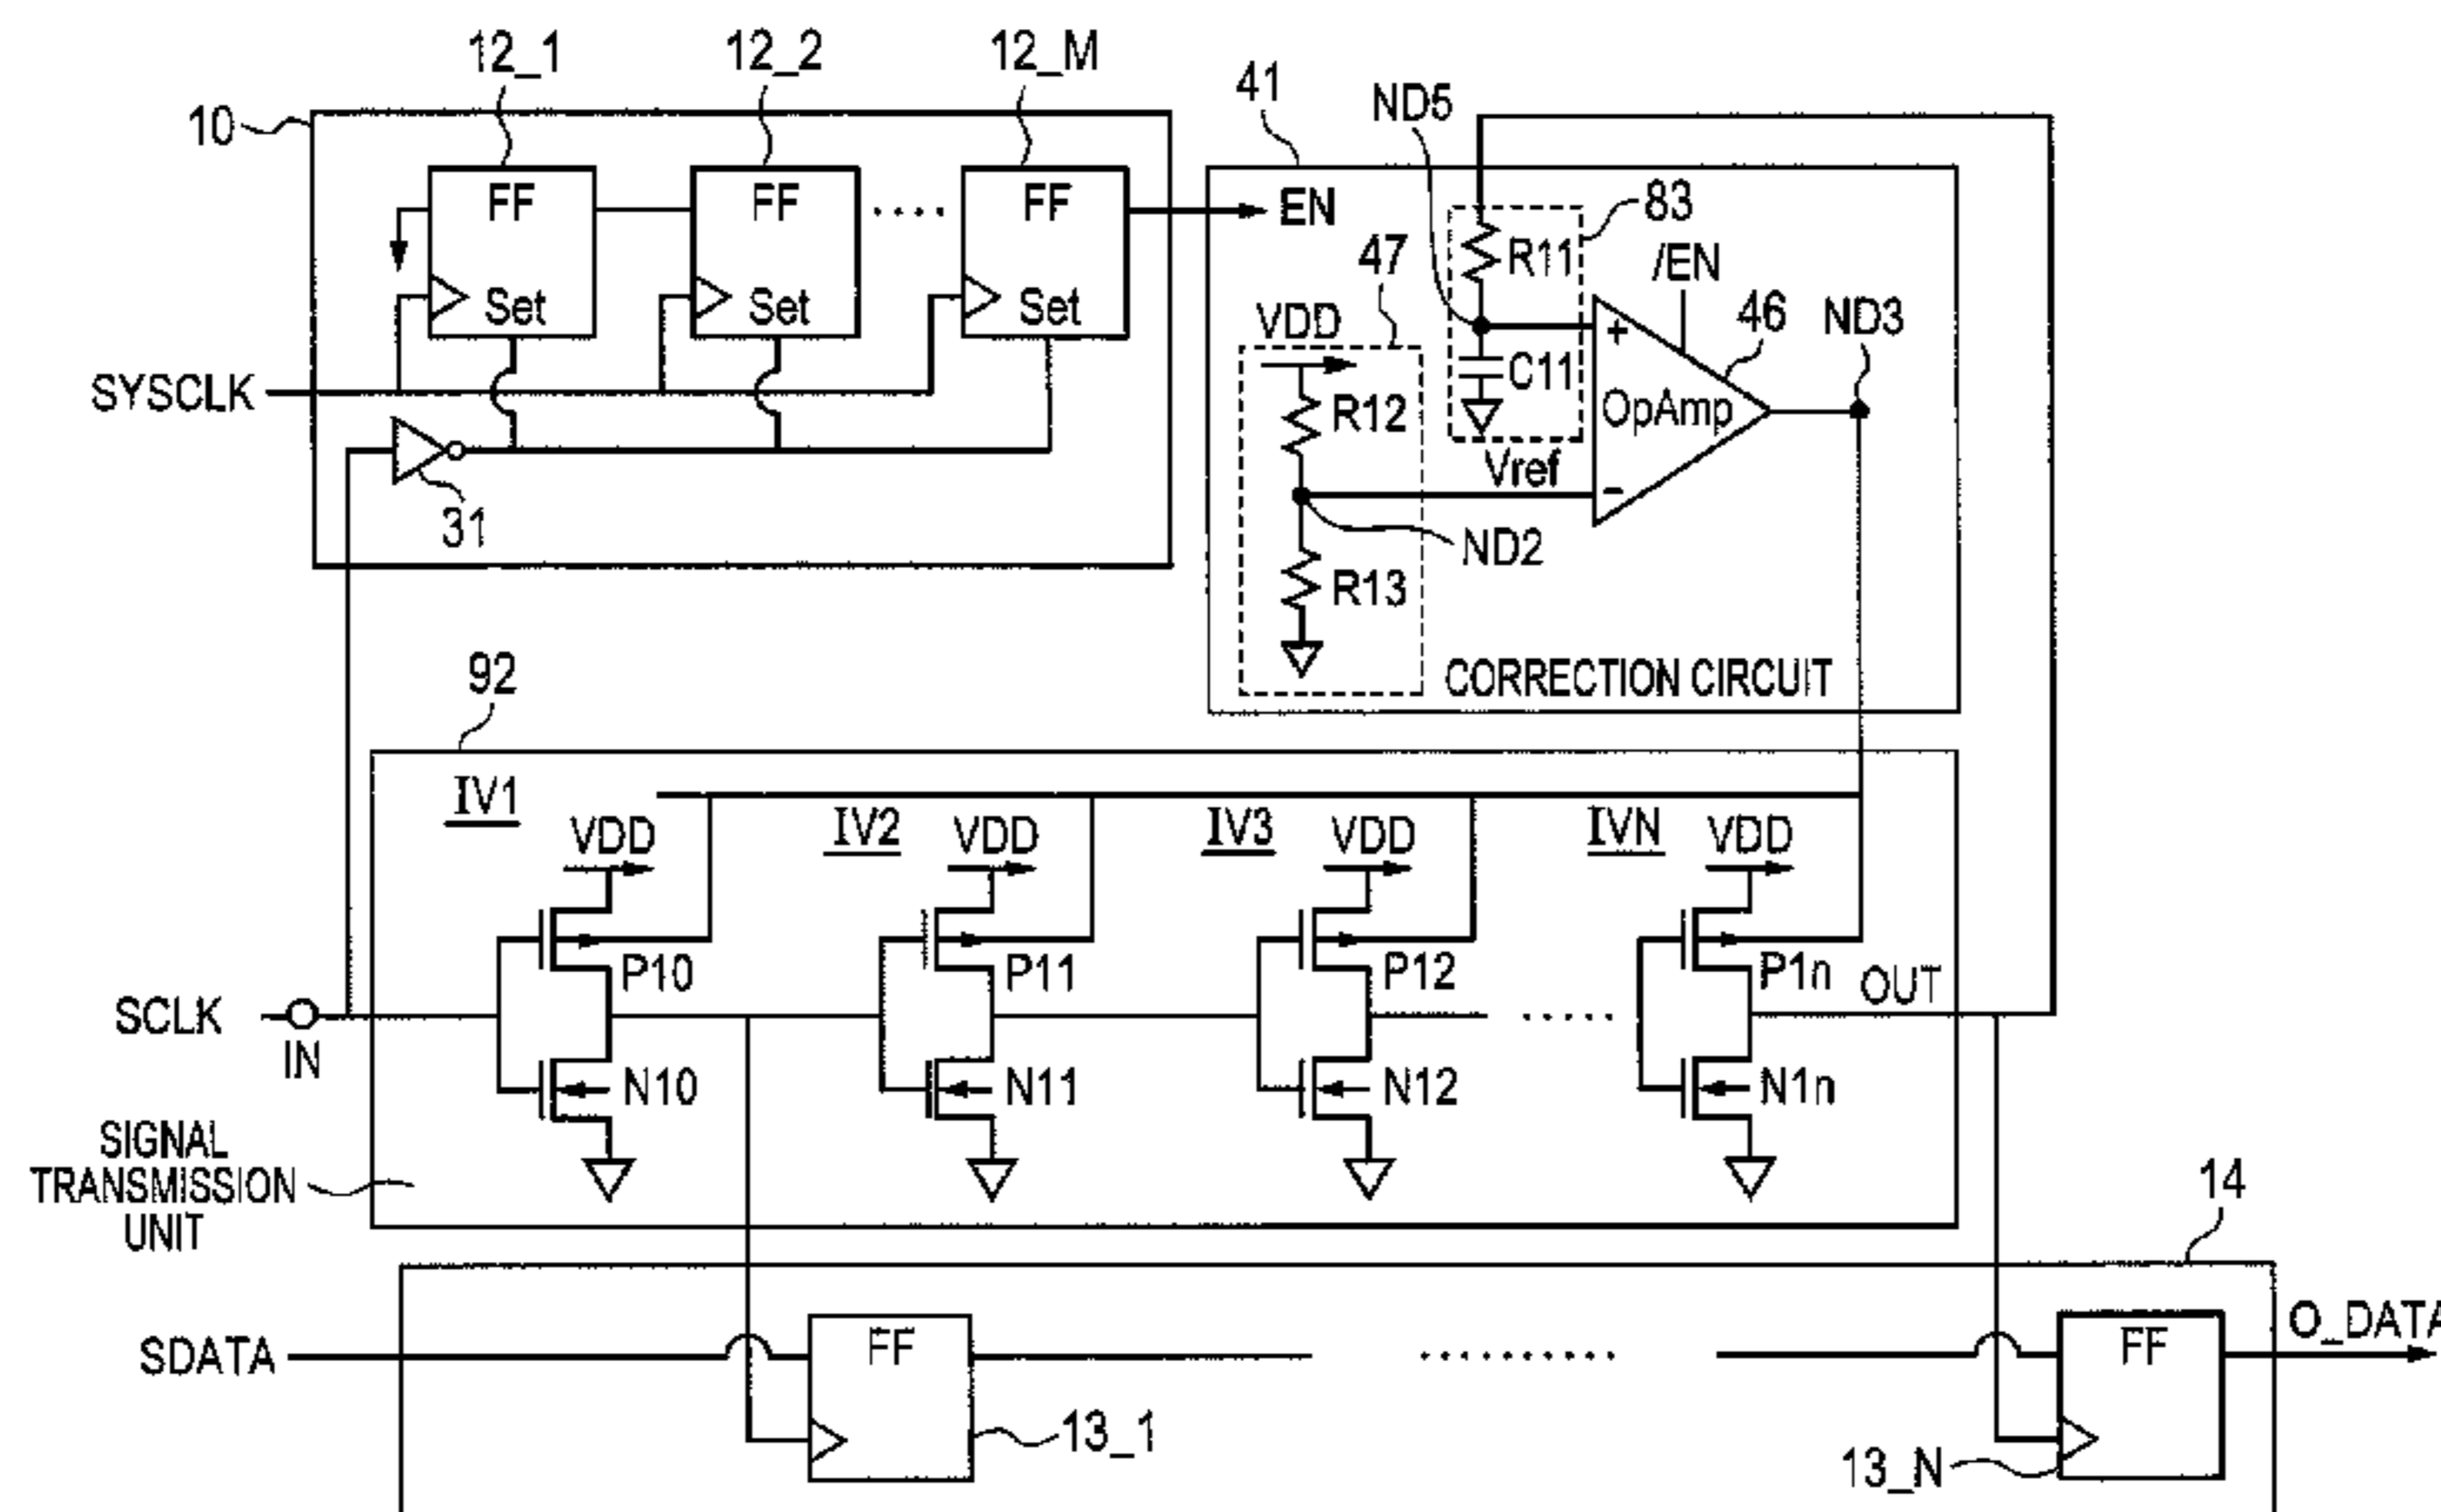 12_1
12_2
12_M
10
FF
FF
....
FF
Set
Set
Set
SYSCLK
31
41
ND5
EN
83
47
R11
/EN
46
ND3
VDD
+
C11
OpAmp
R12
Vref
-
ND2
R13
CORRECTION CIRCUIT
92
IV1
VDD
IV2
VDD
IV3
VDD
IVN
VDD
P10
P11
P12
P1n
OUT
SCLK
IN
N10
N11
N12
N1n
.....
SIGNAL
TRANSMISSION
UNIT
14
SDATA
FF
..........
FF
O_DATA
13_1
13_N